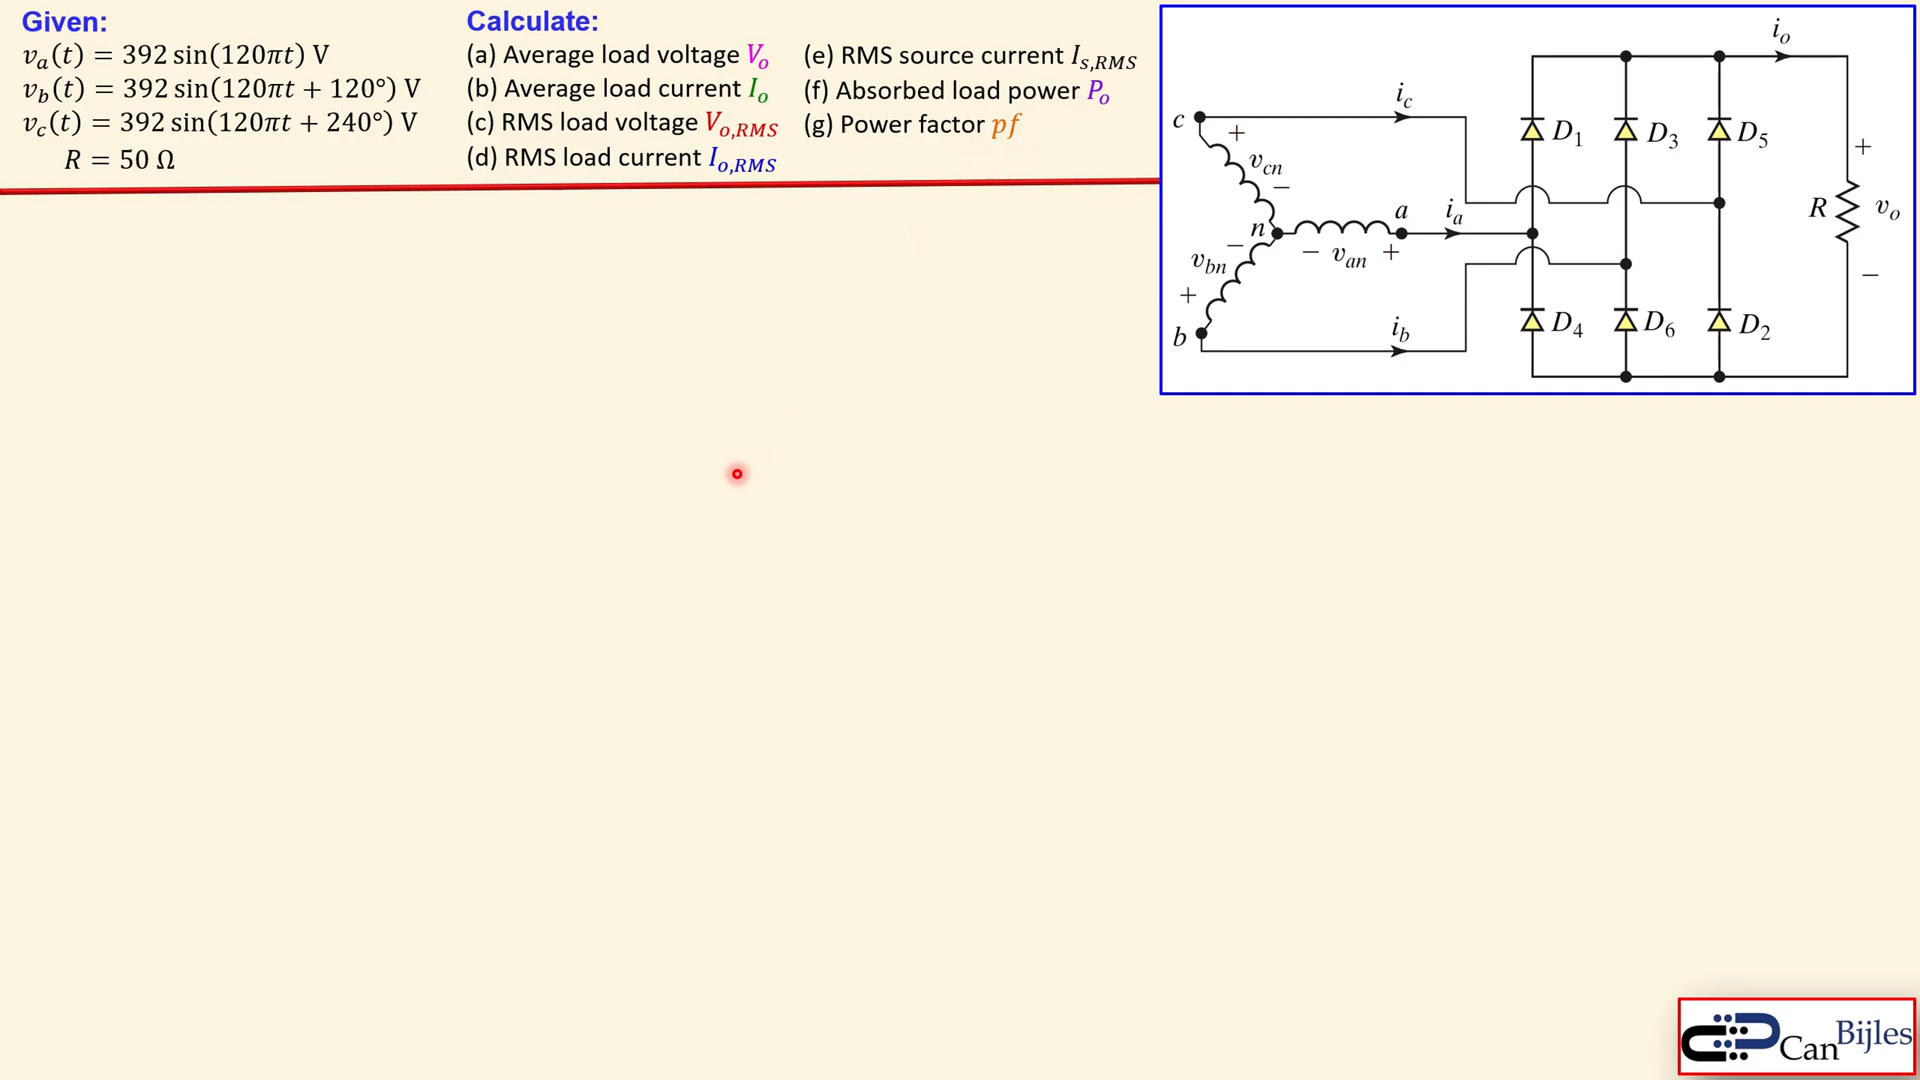 Given:
v_a(t) = 392 sin(120πt) V
v_b(t) = 392 sin(120πt + 120°) V
v_c(t) = 392 sin(120πt + 240°) V
R = 50 Ω
Calculate:
(a) Average load voltage V_o
(b) Average load current I_o
(c) RMS load voltage V_o,RMS
(d) RMS load current I_o,RMS
(e) RMS source current I_s,RMS
(f) Absorbed load power P_o
(g) Power factor pf
i_o
c
i_c
+
v_cn
−
D_1
D_3
D_5
+
n
a
i_a
R
v_o
−
v_bn
− v_an +
+
−
b
i_b
D_4
D_6
D_2
CanBijles